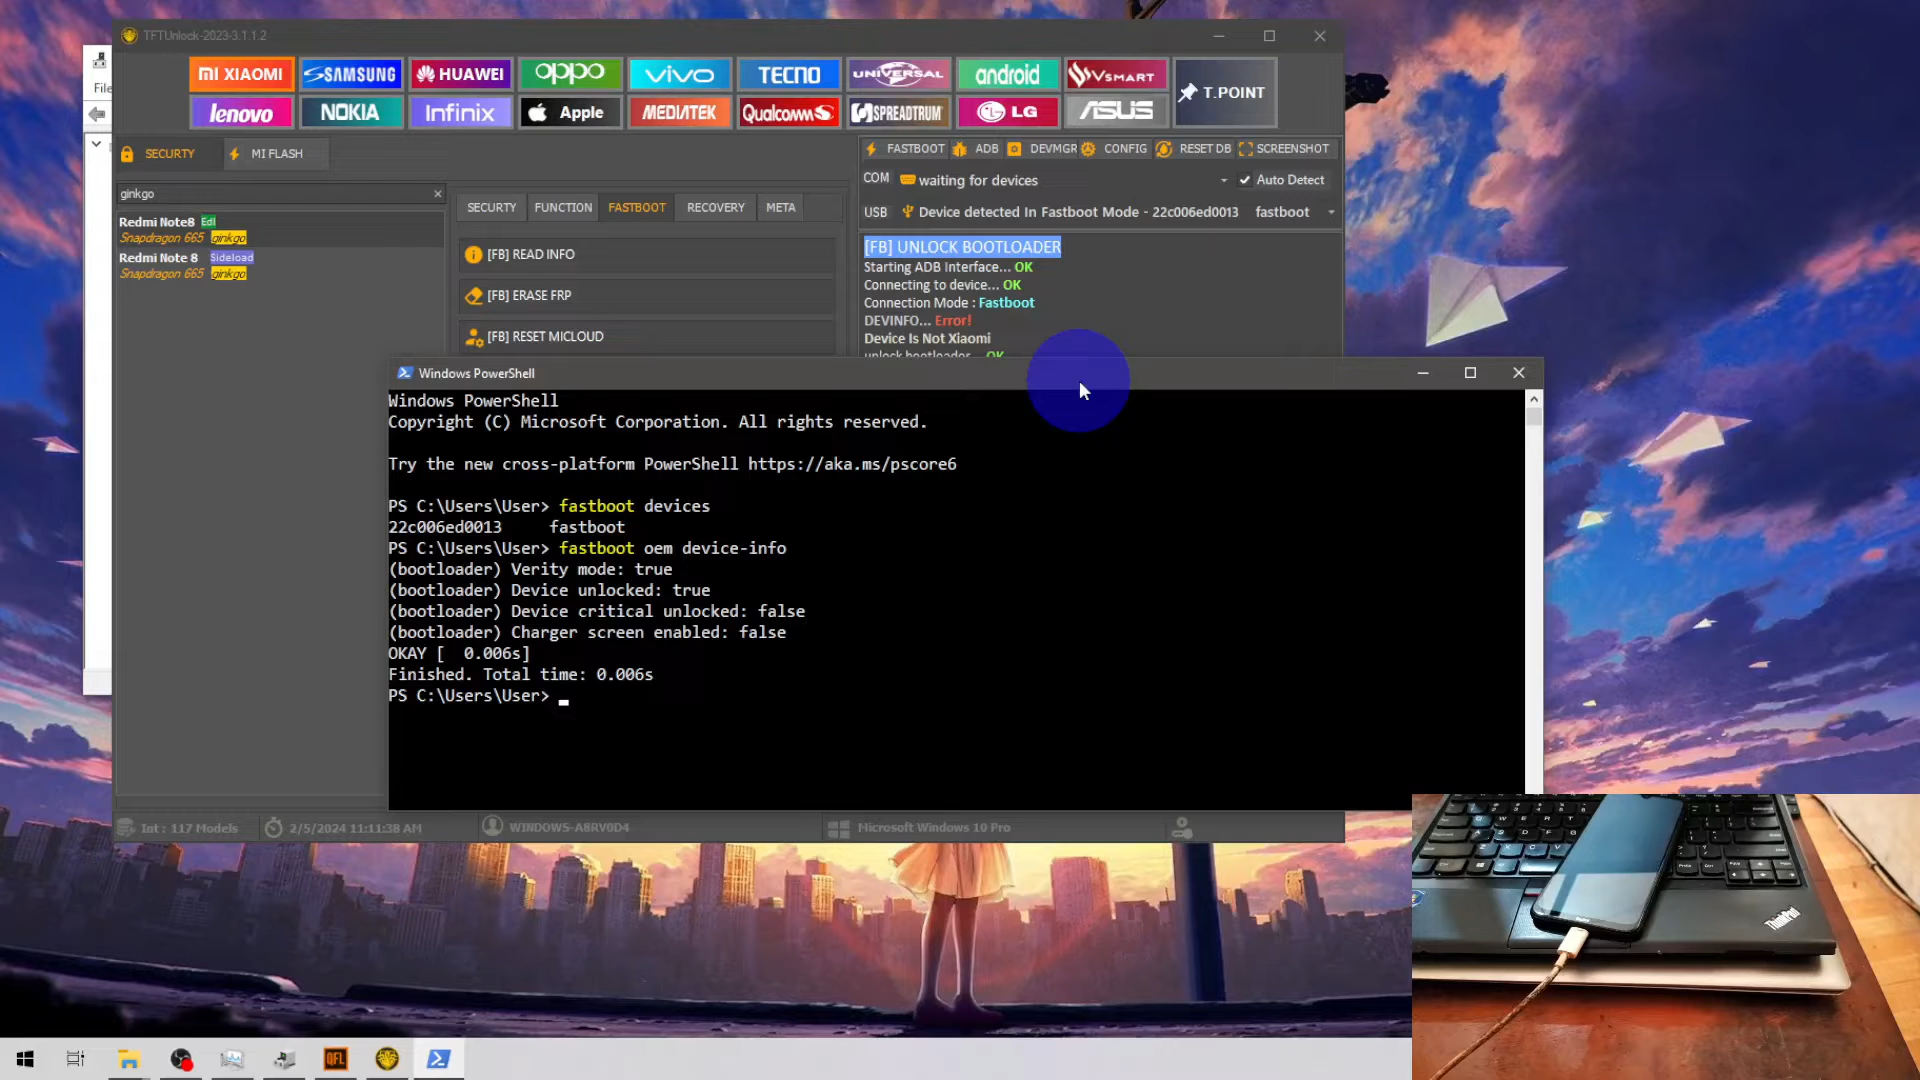 TFTUnlock-2023-3.1.1.2
File
MI XIAOMI
SAMSUNG
HUAWEI
oppo
vivo
TECNO
UNIVERSAL
android
VSMART
T.POINT
lenovo
NOKIA
Infinix
Apple
MEDIATEK
Qualcomm
SPREADTRUM
LG
ASUS
SECURTY
MI FLASH
FASTBOOT
ADB
DEVMGR
CONFIG
RESET DB
SCREENSHOT
COM
waiting for devices
Auto Detect
USB
Device detected In Fastboot Mode - 22c006ed0013
fastboot
ginkgo
Redmi Note8 Edl
Snapdragon 665 ginkgo
Redmi Note 8 Sideload
Snapdragon 665 ginkgo
SECURTY
FUNCTION
FASTBOOT
RECOVERY
META
[FB] READ INFO
[FB] ERASE FRP
[FB] RESET MICLOUD
[FB] UNLOCK BOOTLOADER
Starting ADB Interface... OK
Connecting to device... OK
Connection Mode : Fastboot
DEVINFO... Error!
Device Is Not Xiaomi
unlock bootloader... OK
Windows PowerShell
Windows PowerShell
Copyright (C) Microsoft Corporation. All rights reserved.
Try the new cross-platform PowerShell https://aka.ms/pscore6
PS C:\Users\User> fastboot devices
22c006ed0013 fastboot
PS C:\Users\User> fastboot oem device-info
(bootloader) Verity mode: true
(bootloader) Device unlocked: true
(bootloader) Device critical unlocked: false
(bootloader) Charger screen enabled: false
OKAY [ 0.006s]
Finished. Total time: 0.006s
PS C:\Users\User>
Int : 117 Models
2/5/2024 11:11:38 AM
WINDOWS-A8RV0D4
Microsoft Windows 10 Pro
QFL
ThinkPad